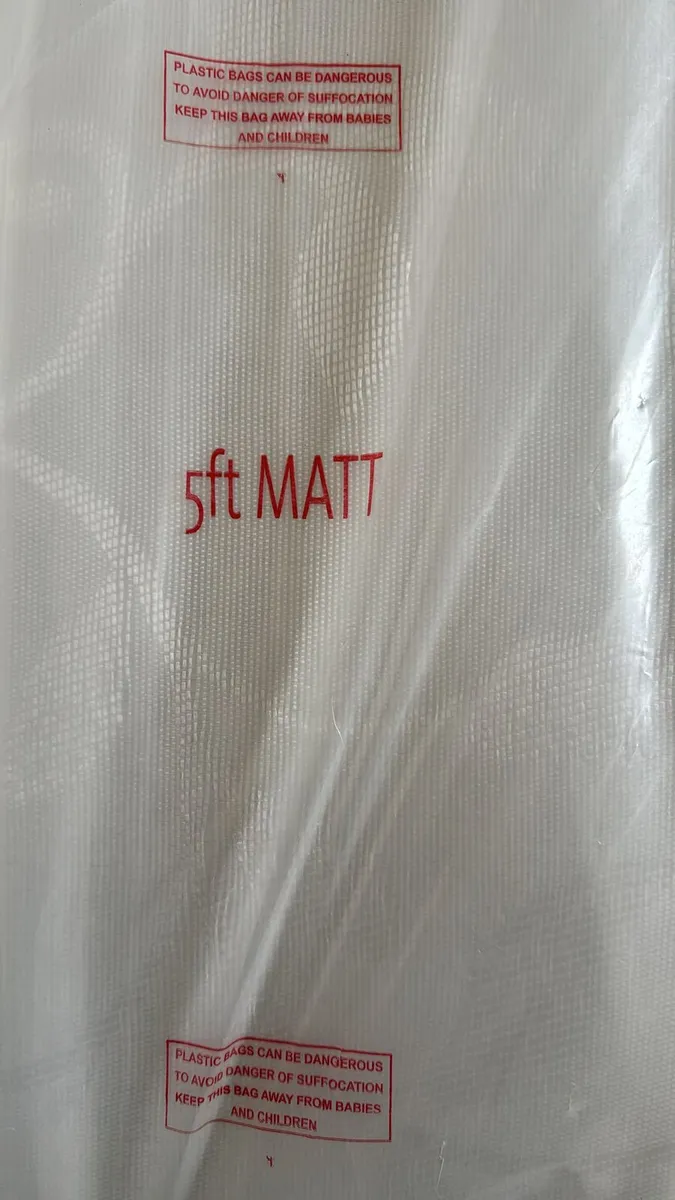 PLASTIC BAGS CAN BE DANGEROUS
TO AVOID DANGER OF SUFFOCATION
KEEP THIS BAG AWAY FROM BABIES
AND CHILDREN
5ft MATT
PLASTIC BAGS CAN BE DANGEROUS
TO AVOID DANGER OF SUFFOCATION
KEEP THIS BAG AWAY FROM BABIES
AND CHILDREN